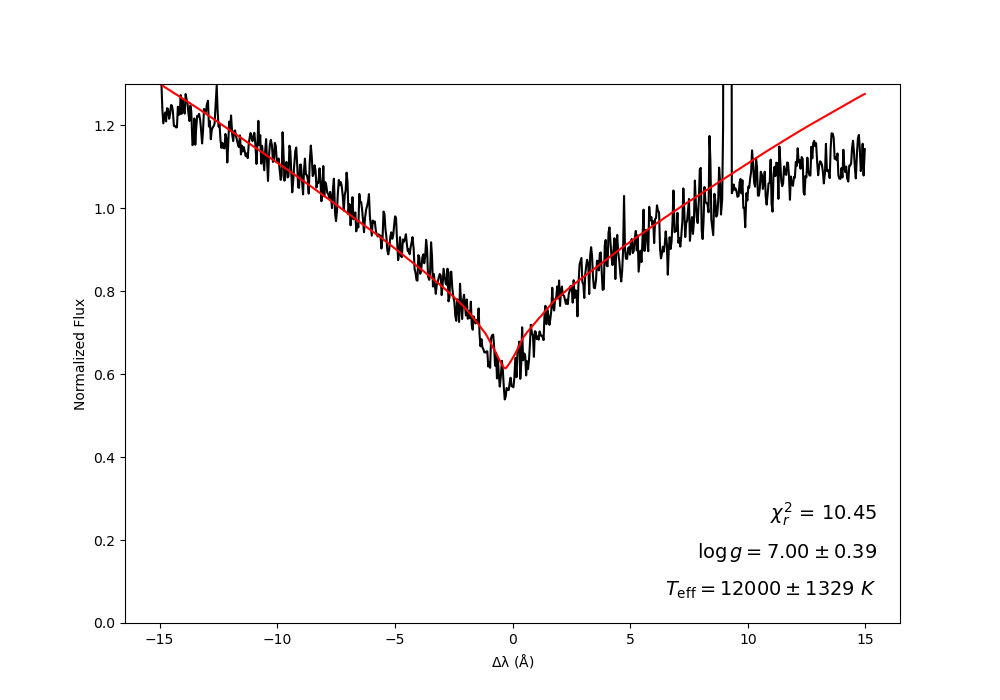 1.2
1.0
0.8
0.6
0.4
0.2
0.0
Normalized Flux
χ²ᵣ = 10.45
log g = 7.00 ± 0.39
T_eff = 12000 ± 1329 K
−15 −10 −5 0 5 10 15
Δλ (Å)